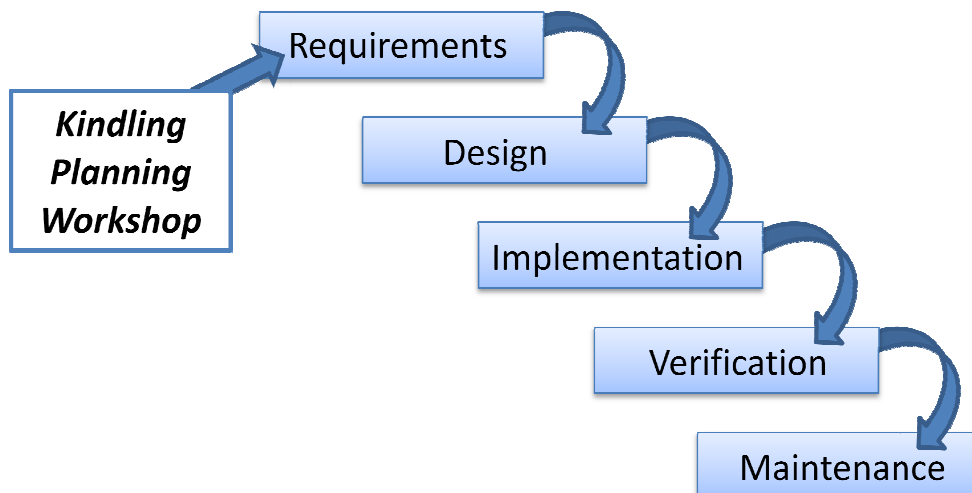 Requirements
Kindling
Planning
Workshop
Design
Implementation
Verification
Maintenance